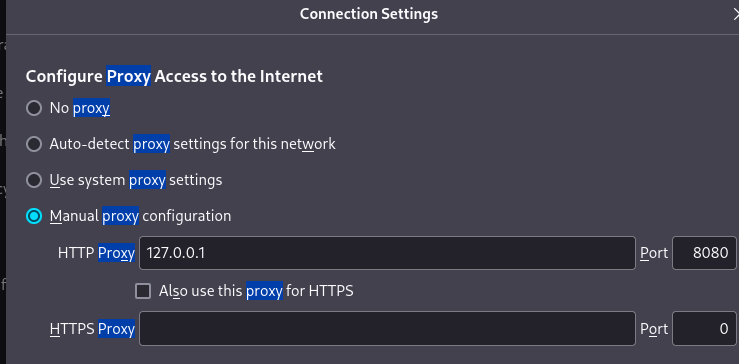 Connection Settings
Configure Proxy Access to the Internet
No proxy
Auto-detect proxy settings for this network
Use system proxy settings
Manual proxy configuration
HTTP Proxy 127.0.0.1 Port 8080
Also use this proxy for HTTPS
HTTPS Proxy Port 0